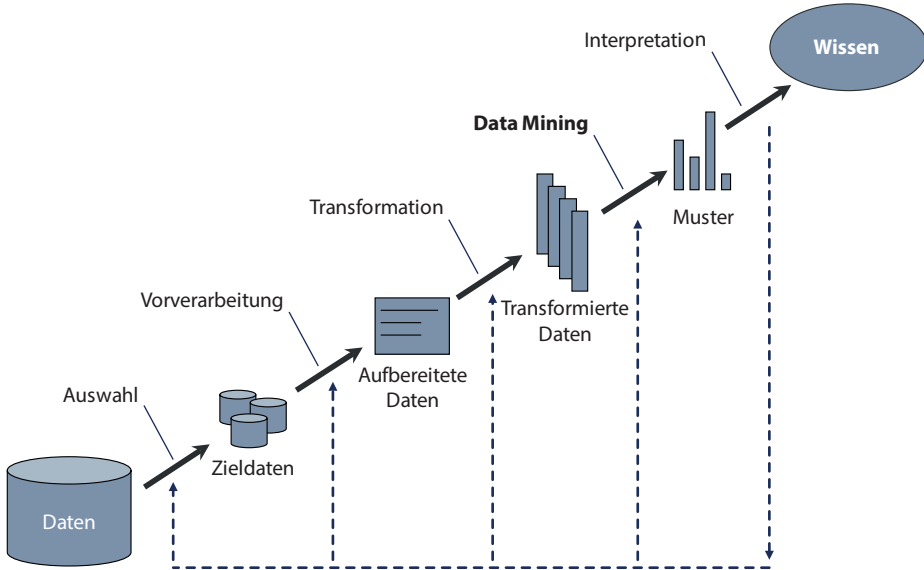 Interpretation
Wissen
Data Mining
Transformation
Muster
Vorverarbeitung
Transformierte
Daten
Auswahl
Aufbereitete
Daten
Zieldaten
Daten